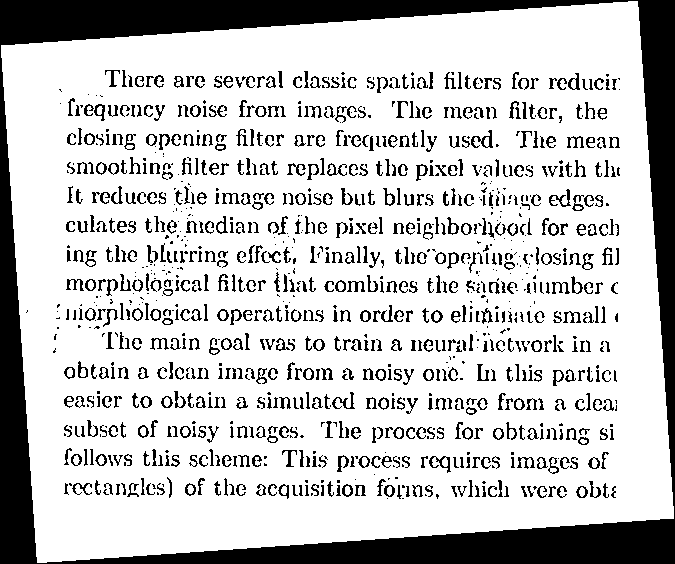 There are several classic spatial filters for reducin
frequency noise from images. The mean filter, the
closing opening filter are frequently used. The mean
smoothing filter that replaces the pixel values with the
It reduces the image noise but blurs the image edges.
culates the median of the pixel neighborhood for each
ing the blurring effect. Finally, the opening closing fil
morphological filter that combines the same number o
morphological operations in order to eliminate small
The main goal was to train a neural network in a
obtain a clean image from a noisy one. In this partic
easier to obtain a simulated noisy image from a clea
subset of noisy images. The process for obtaining si
follows this scheme: This process requires images of
rectangles) of the acquisition forms, which were obta